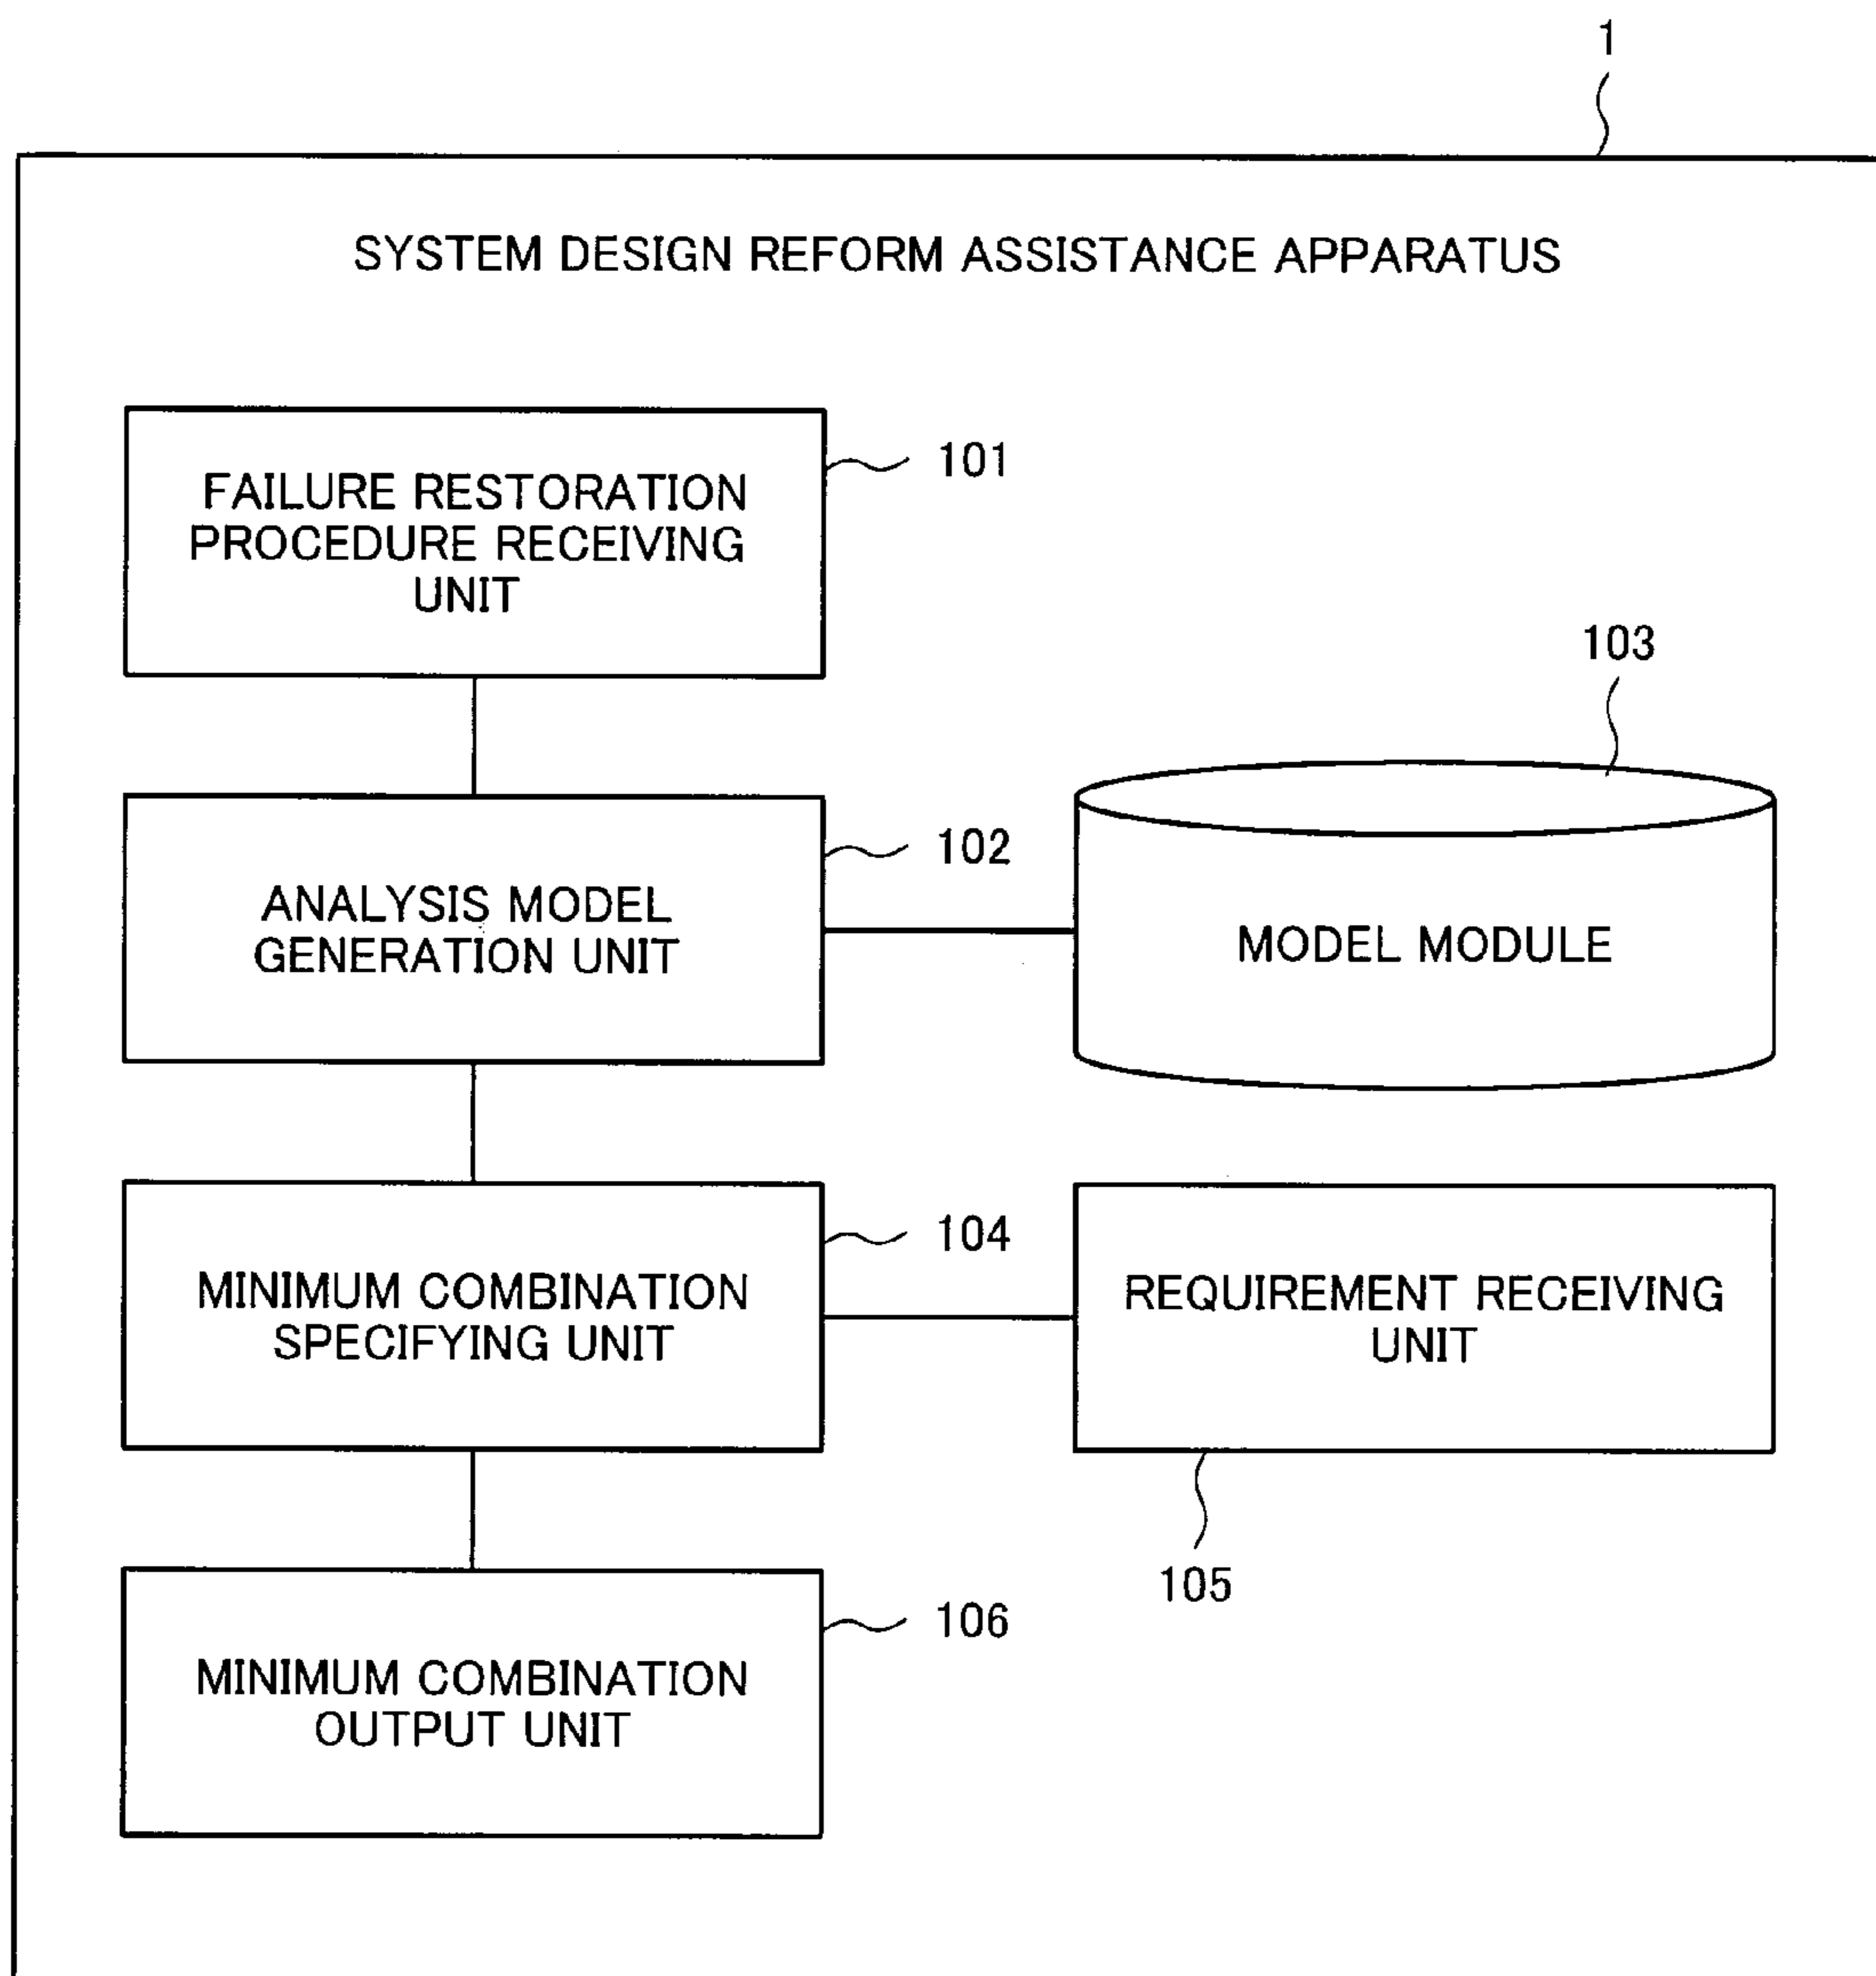 1
SYSTEM DESIGN REFORM ASSISTANCE APPARATUS
FAILURE RESTORATION
PROCEDURE RECEIVING
UNIT
101
103
ANALYSIS MODEL
GENERATION UNIT
102
MODEL MODULE
MINIMUM COMBINATION
SPECIFYING UNIT
104
REQUIREMENT RECEIVING
UNIT
105
MINIMUM COMBINATION
OUTPUT UNIT
106